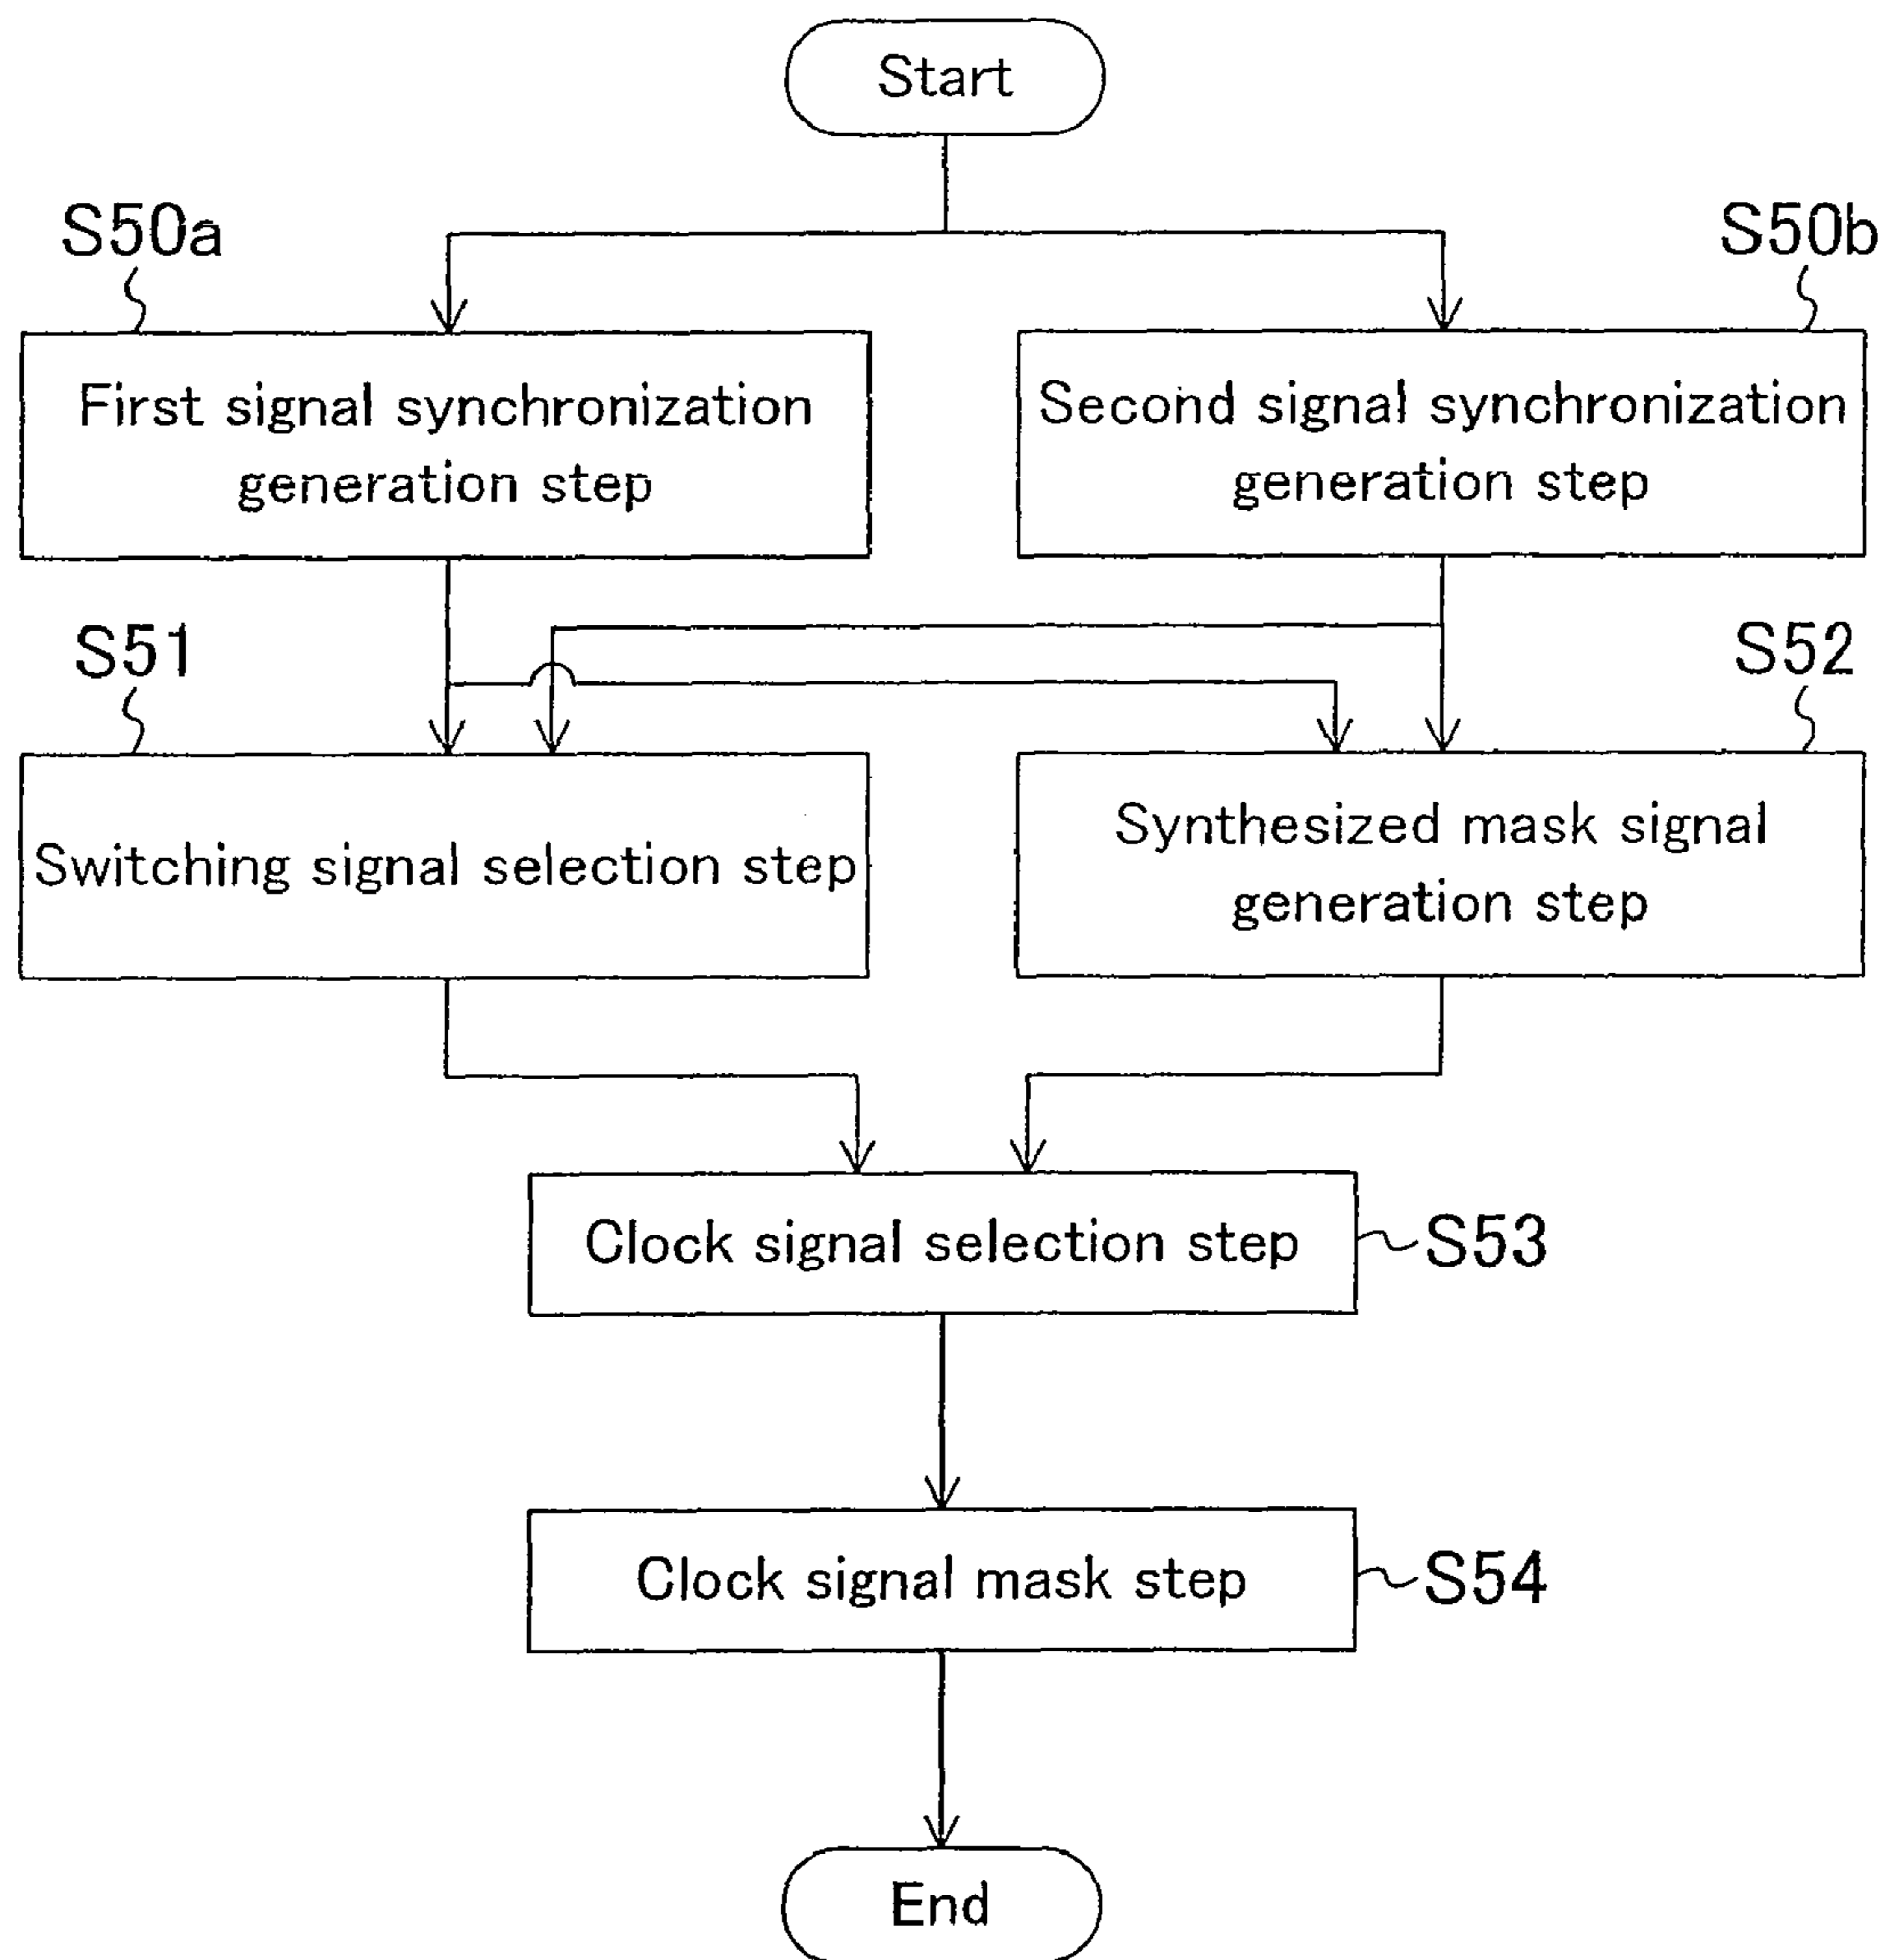 Start
S50a
S50b
First signal synchronization
generation step
Second signal synchronization
generation step
S51
S52
Switching signal selection step
Synthesized mask signal
generation step
Clock signal selection step
S53
Clock signal mask step
S54
End